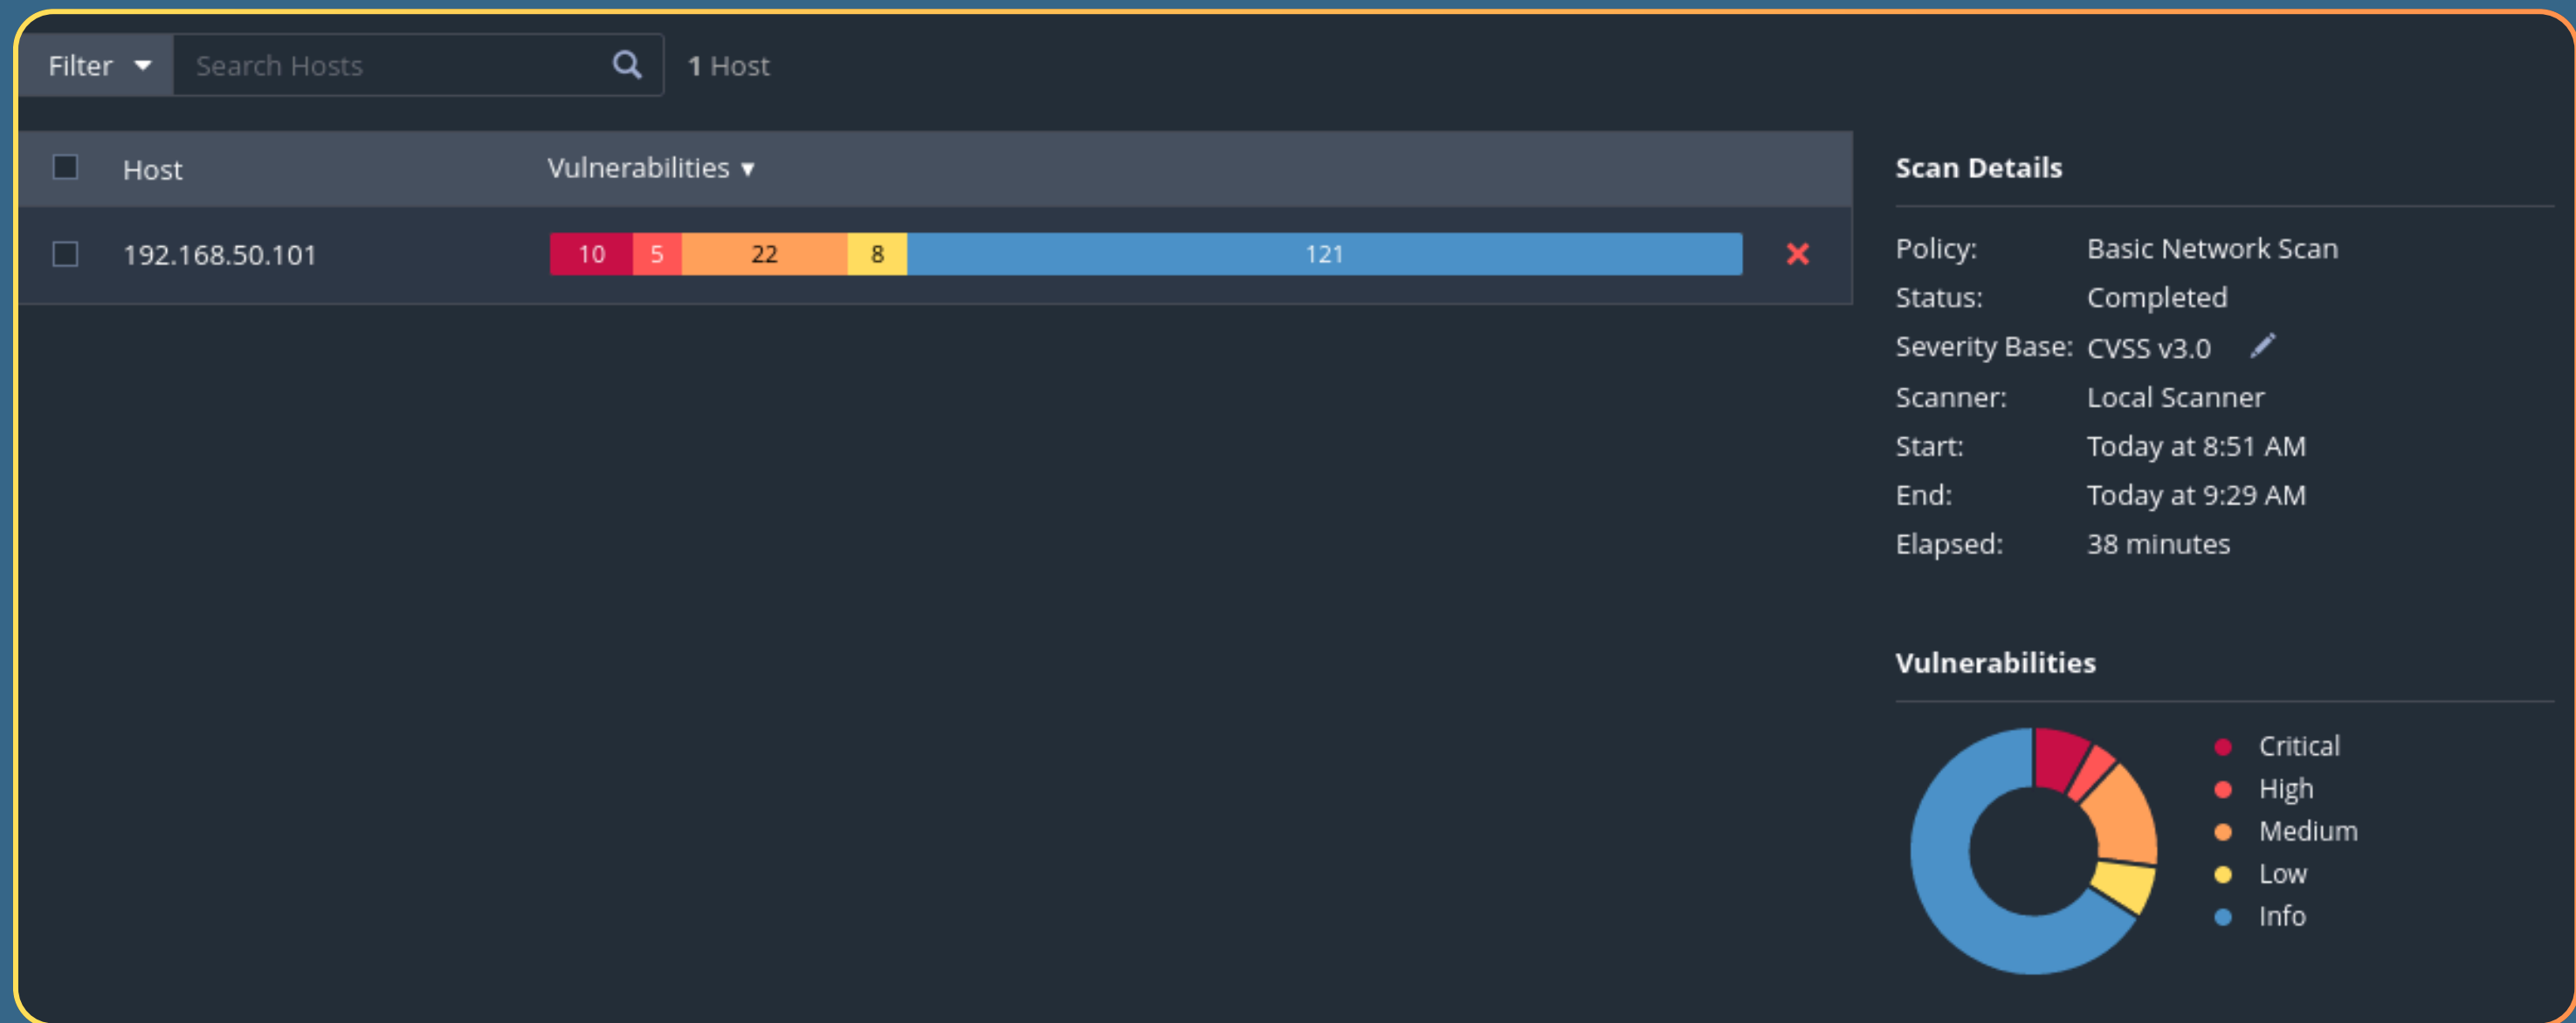 Filter Search Hosts 1 Host
Host Vulnerabilities
192.168.50.101 10 5 22 8 121
Scan Details
Policy: Basic Network Scan
Status: Completed
Severity Base: CVSS v3.0
Scanner: Local Scanner
Start: Today at 8:51 AM
End: Today at 9:29 AM
Elapsed: 38 minutes
Vulnerabilities
Critical
High
Medium
Low
Info